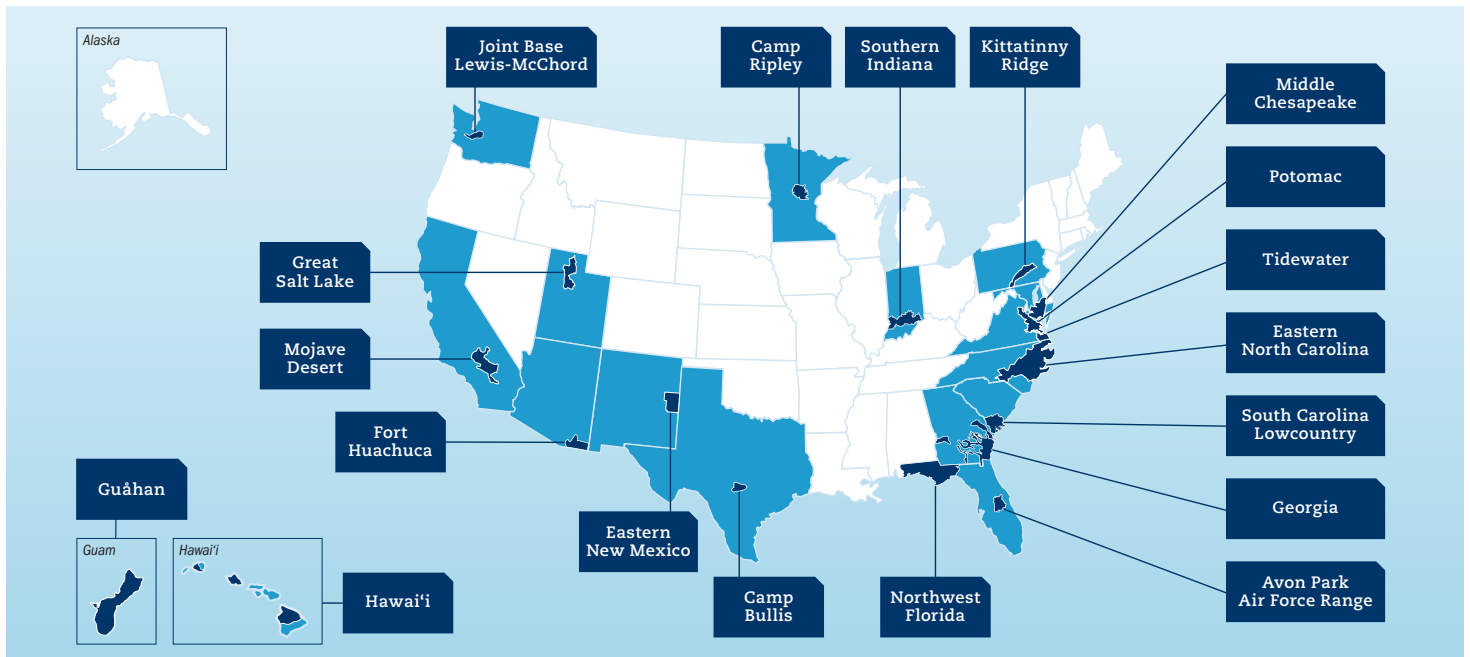 Alaska
Joint Base
Lewis-McChord
Camp
Ripley
Southern
Indiana
Kittatinny
Ridge
Middle
Chesapeake
Potomac
Tidewater
Eastern
North Carolina
South Carolina
Lowcountry
Georgia
Avon Park
Air Force Range
Great
Salt Lake
Mojave
Desert
Fort
Huachuca
Guåhan
Guam
Hawai‘i
Hawai‘i
Eastern
New Mexico
Camp
Bullis
Northwest
Florida